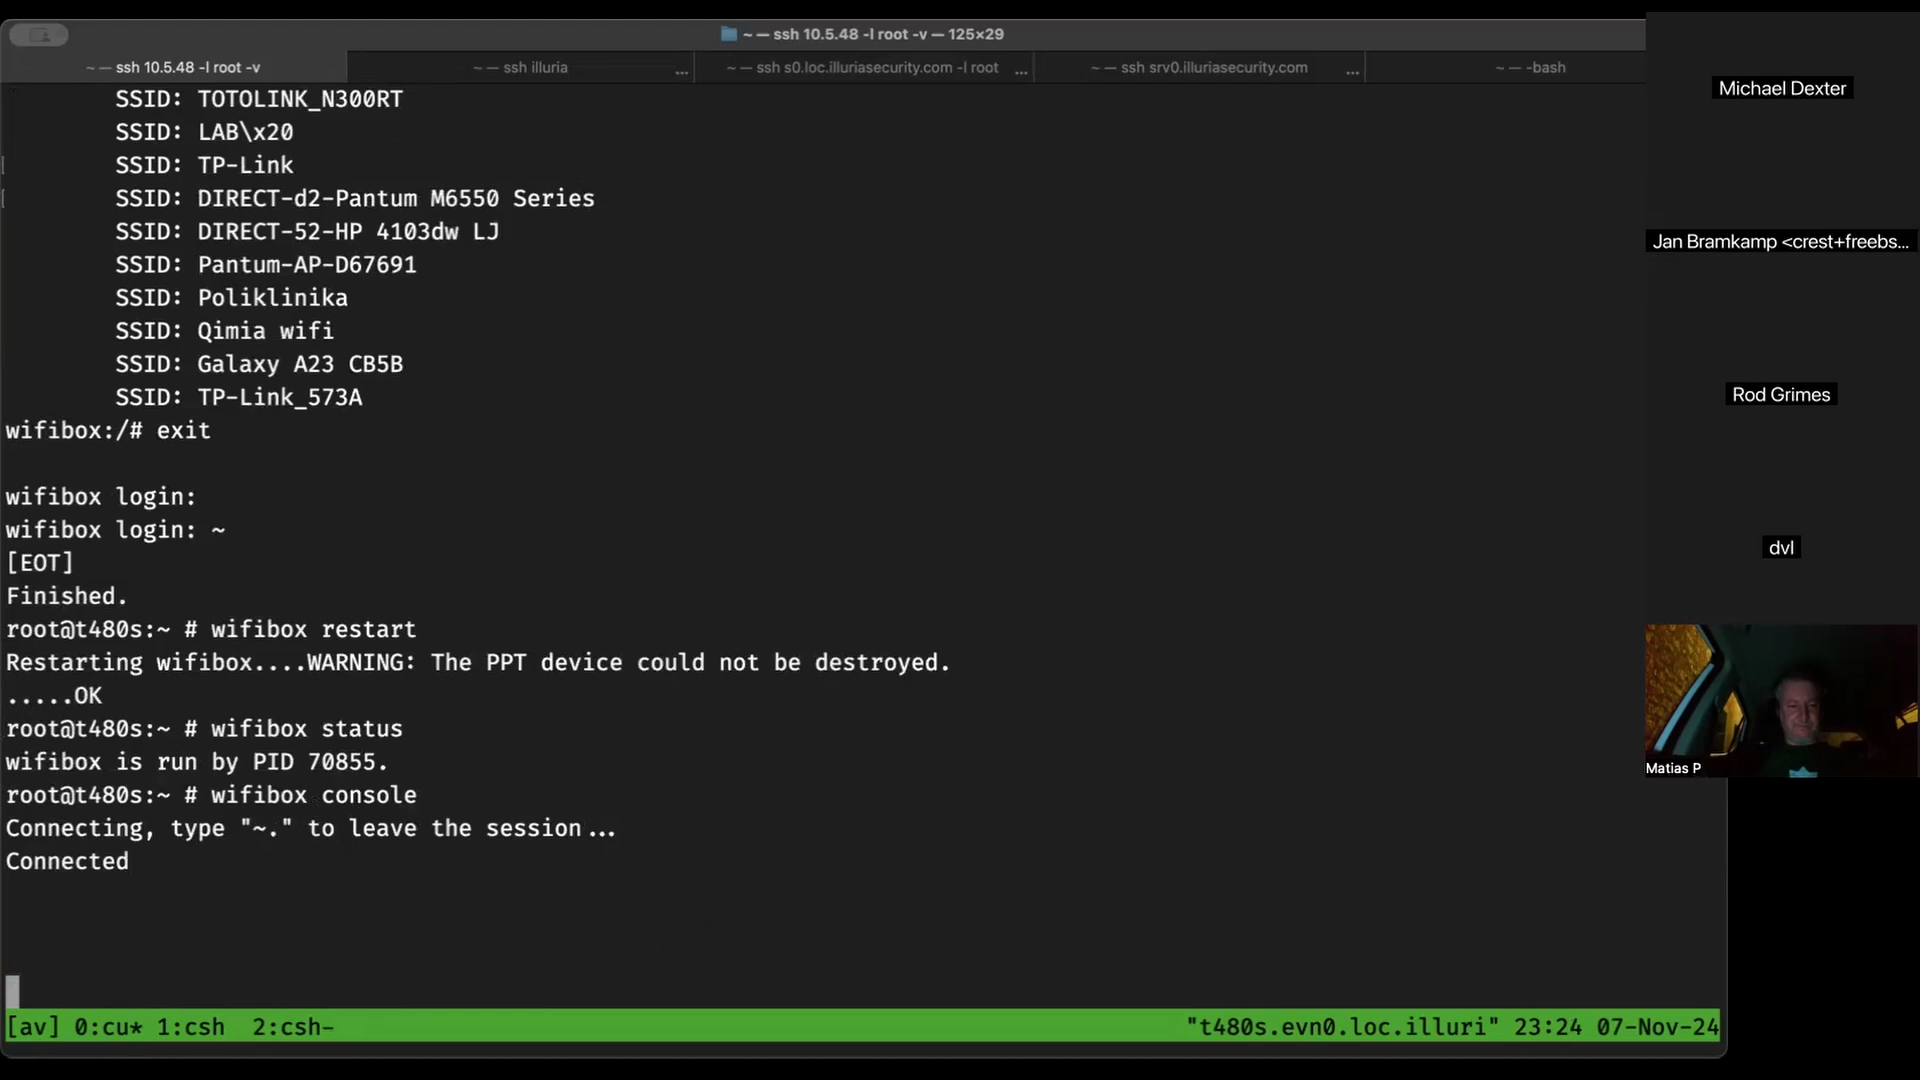 ~ — ssh 10.5.48 -l root -v — 125×29
~ — ssh 10.5.48 -l root -v
~ — ssh illuria ...
~ — ssh s0.loc.illuriasecurity.com -l root ...
~ — ssh srv0.illuriasecurity.com ...
~ — -bash
SSID: TOTOLINK_N300RT
SSID: LAB\x20
SSID: TP-Link
SSID: DIRECT-d2-Pantum M6550 Series
SSID: DIRECT-52-HP 4103dw LJ
SSID: Pantum-AP-D67691
SSID: Poliklinika
SSID: Qimia wifi
SSID: Galaxy A23 CB5B
SSID: TP-Link_573A
wifibox:/# exit
wifibox login:
wifibox login: ~
[EOT]
Finished.
root@t480s:~ # wifibox restart
Restarting wifibox....WARNING: The PPT device could not be destroyed.
.....OK
root@t480s:~ # wifibox status
wifibox is run by PID 70855.
root@t480s:~ # wifibox console
Connecting, type "~." to leave the session...
Connected
[av] 0:cu* 1:csh  2:csh- "t480s.evn0.loc.illuri" 23:24 07-Nov-24
Michael Dexter
Jan Bramkamp <crest+freebs...
Rod Grimes
dvl
Matias P